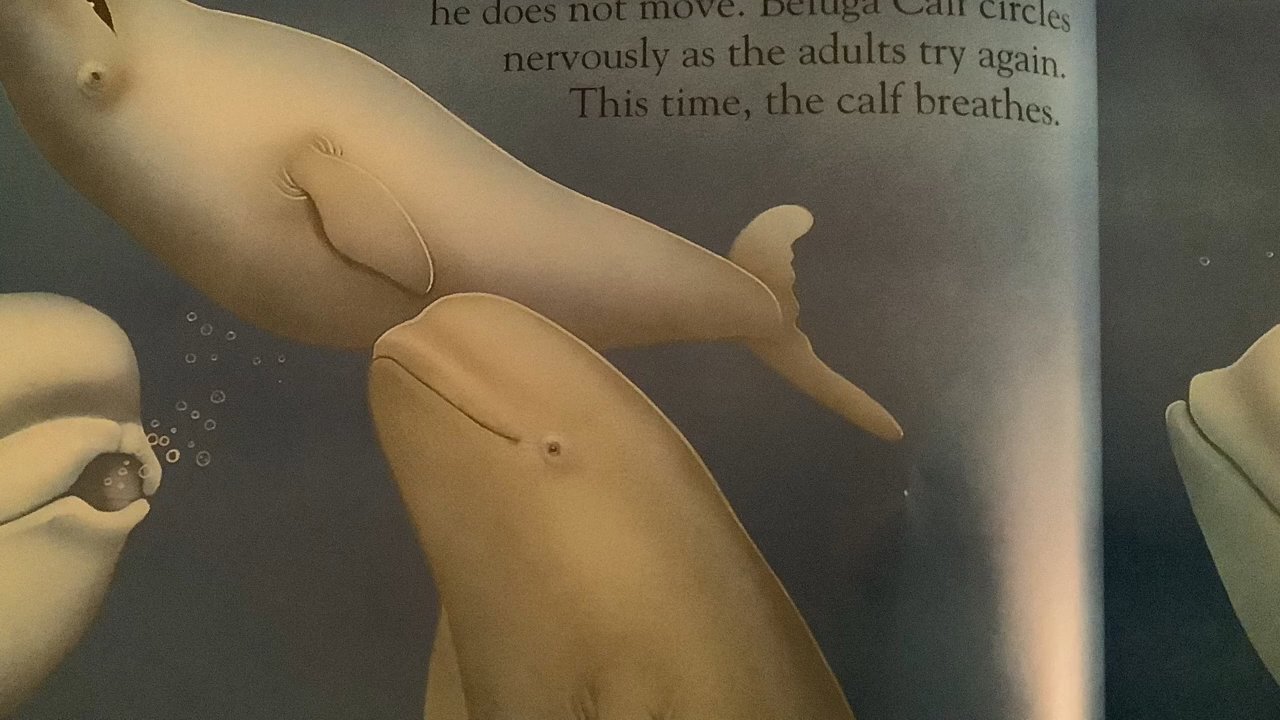 he does not move. Beluga Calf circles
nervously as the adults try again.
This time, the calf breathes.